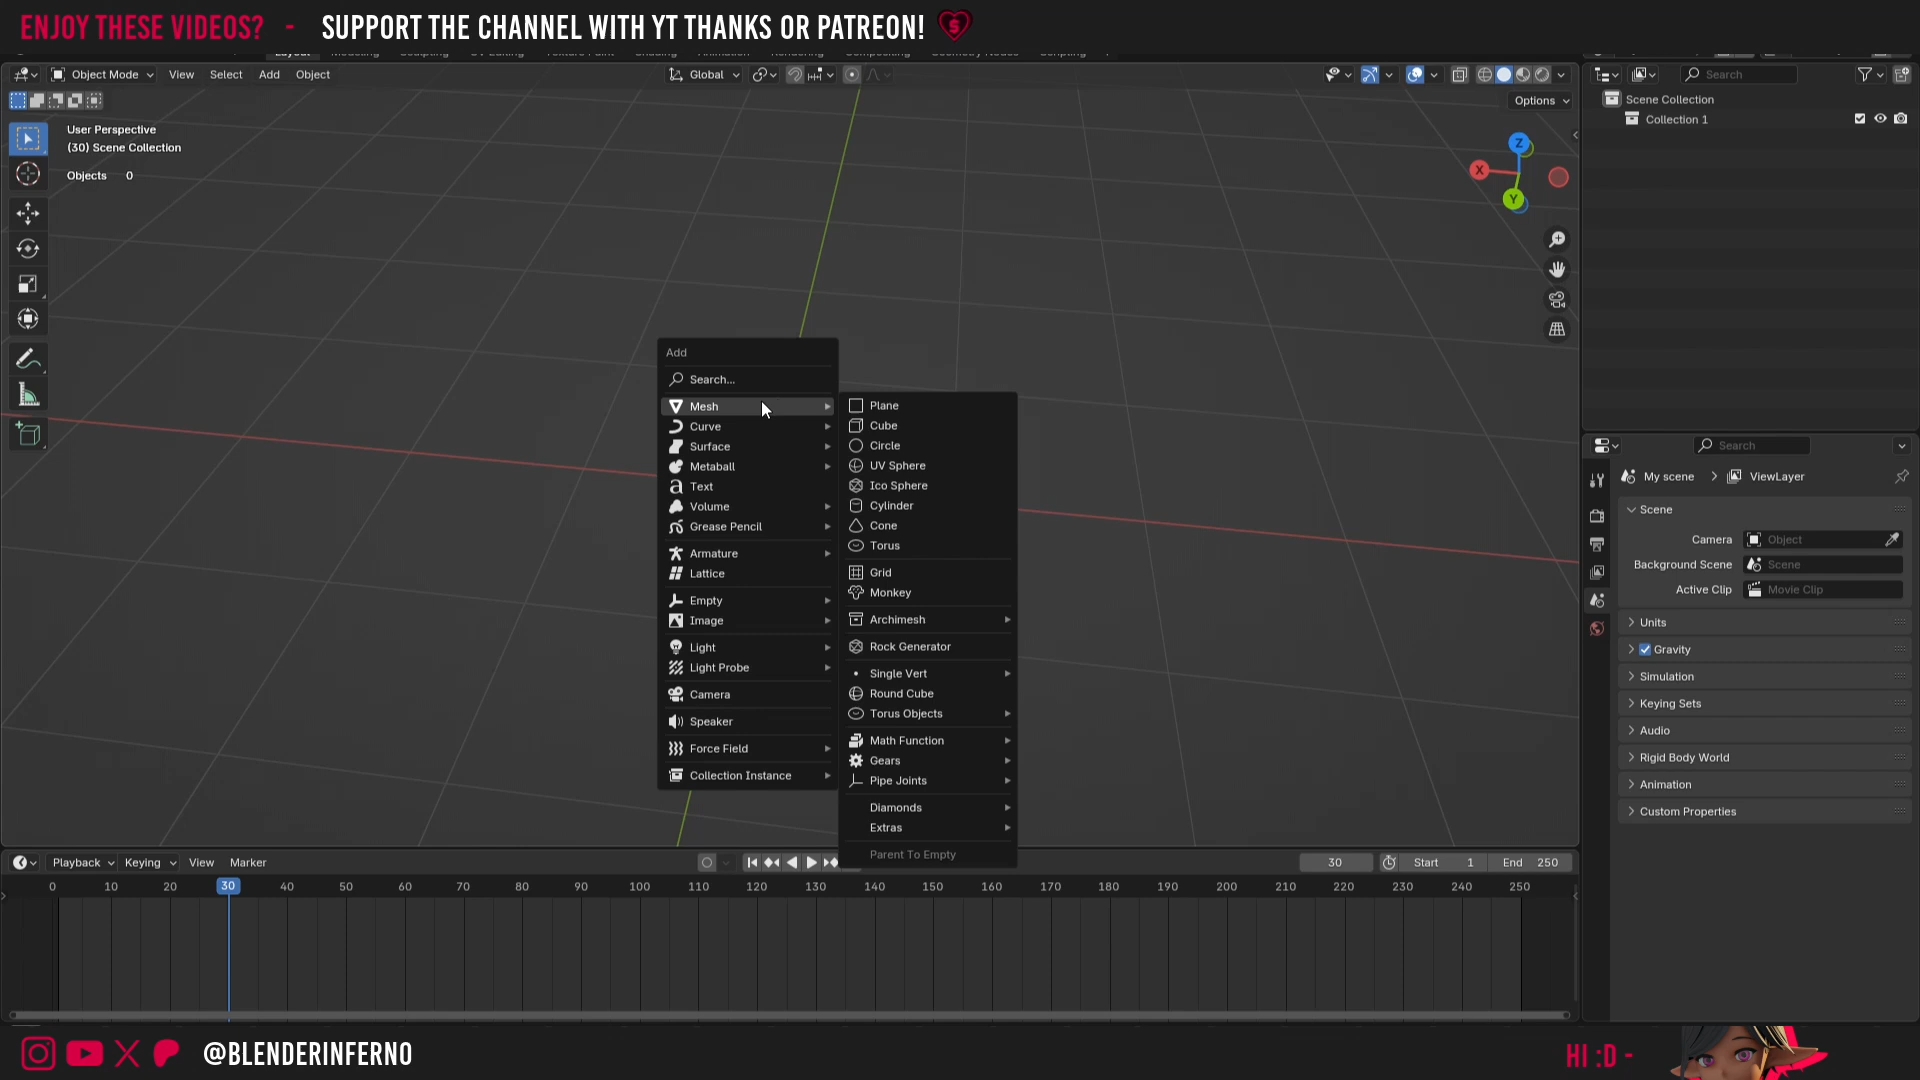 ENJOY THESE VIDEOS? - SUPPORT THE CHANNEL WITH YT THANKS OR PATREON!
Object Mode View Select Add Object Global
Search
Options
User Perspective
(30) Scene Collection
Objects 0
Scene Collection
Collection 1
Z
X
Y
Add
Search...
Mesh
Curve
Surface
Metaball
Text
Volume
Grease Pencil
Armature
Lattice
Empty
Image
Light
Light Probe
Camera
Speaker
Force Field
Collection Instance
Plane
Cube
Circle
UV Sphere
Ico Sphere
Cylinder
Cone
Torus
Grid
Monkey
Archimesh
Rock Generator
Single Vert
Round Cube
Torus Objects
Math Function
Gears
Pipe Joints
Diamonds
Extras
Parent To Empty
Search
My scene > ViewLayer
Scene
Camera Object
Background Scene Scene
Active Clip Movie Clip
Units
Gravity
Simulation
Keying Sets
Audio
Rigid Body World
Animation
Custom Properties
Playback Keying View Marker 30 Start 1 End 250
0 10 20 30 40 50 60 70 80 90 100 110 120 130 140 150 160 170 180 190 200 210 220 230 240 250
@BLENDERINFERNO
HI :D -